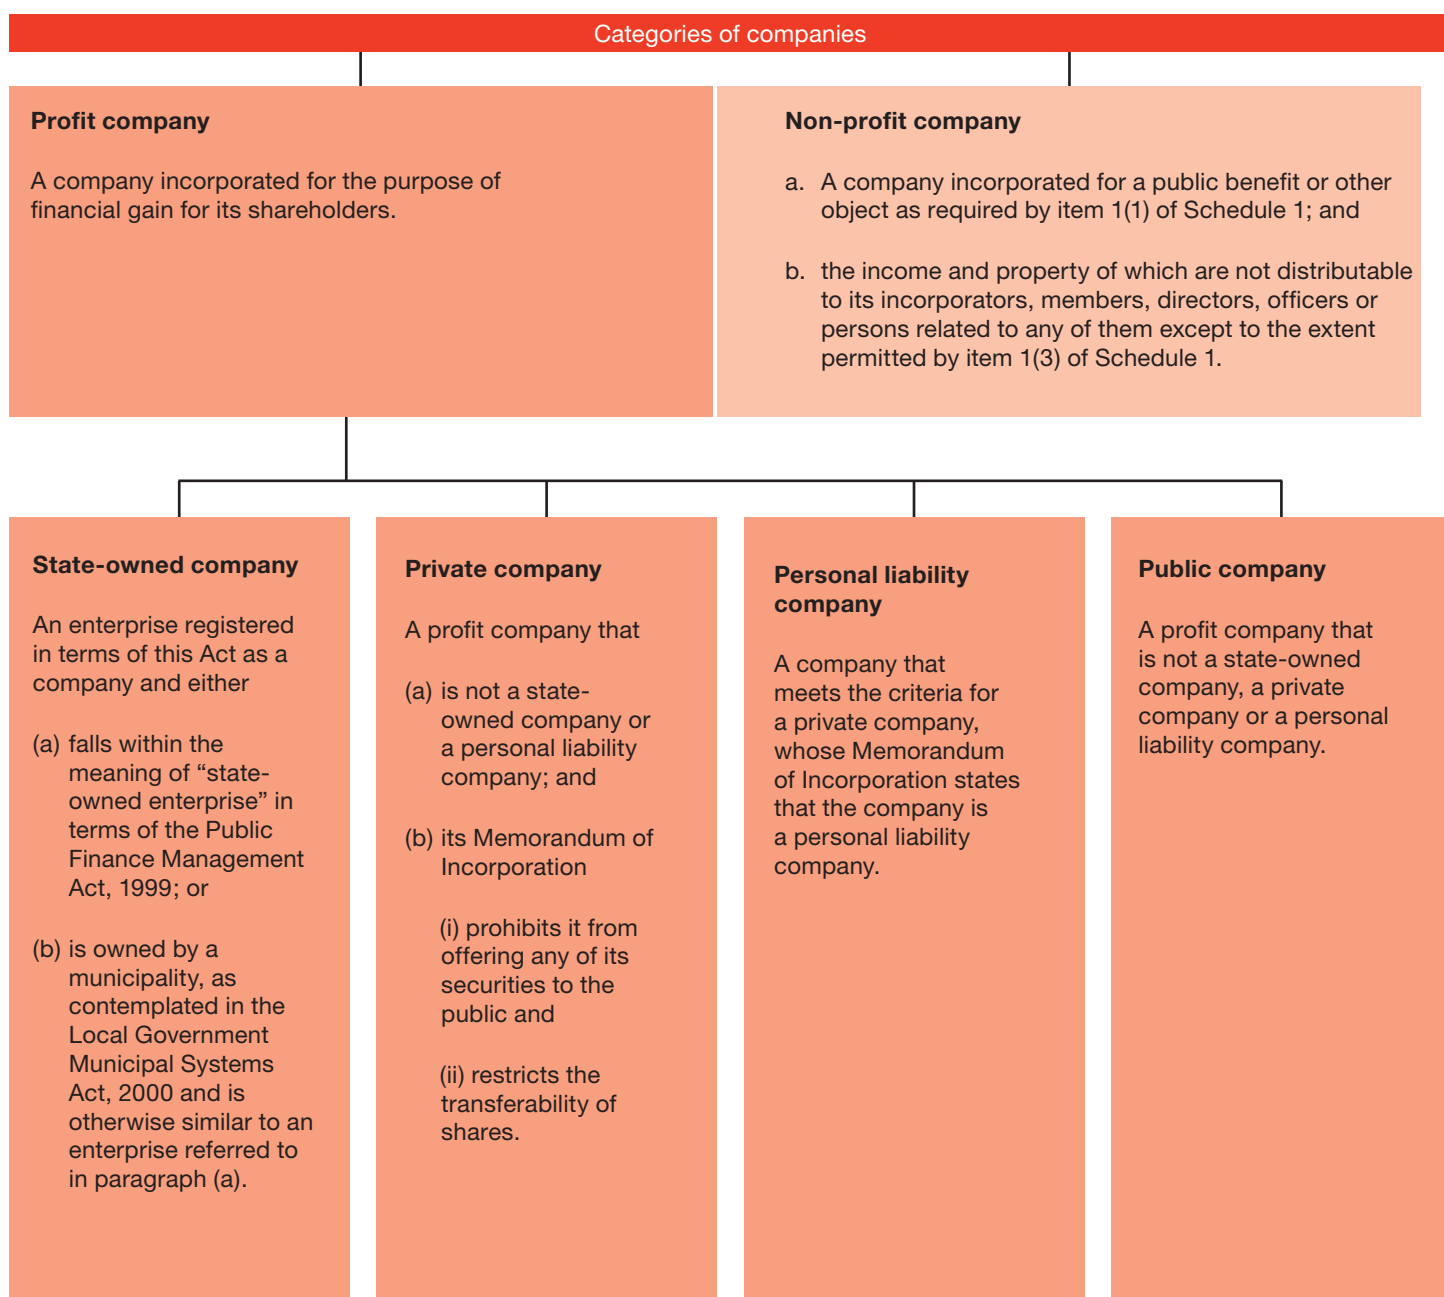 Categories of companies
Profit company
A company incorporated for the purpose of
financial gain for its shareholders.
Non-profit company
a. A company incorporated for a public benefit or other
object as required by item 1(1) of Schedule 1; and
b. the income and property of which are not distributable
to its incorporators, members, directors, officers or
persons related to any of them except to the extent
permitted by item 1(3) of Schedule 1.
State-owned company
An enterprise registered
in terms of this Act as a
company and either
(a) falls within the
meaning of “state-
owned enterprise” in
terms of the Public
Finance Management
Act, 1999; or
(b) is owned by a
municipality, as
contemplated in the
Local Government
Municipal Systems
Act, 2000 and is
otherwise similar to an
enterprise referred to
in paragraph (a).
Private company
A profit company that
(a) is not a state-
owned company or
a personal liability
company; and
(b) its Memorandum of
Incorporation
(i) prohibits it from
offering any of its
securities to the
public and
(ii) restricts the
transferability of
shares.
Personal liability
company
A company that
meets the criteria for
a private company,
whose Memorandum
of Incorporation states
that the company is
a personal liability
company.
Public company
A profit company that
is not a state-owned
company, a private
company or a personal
liability company.